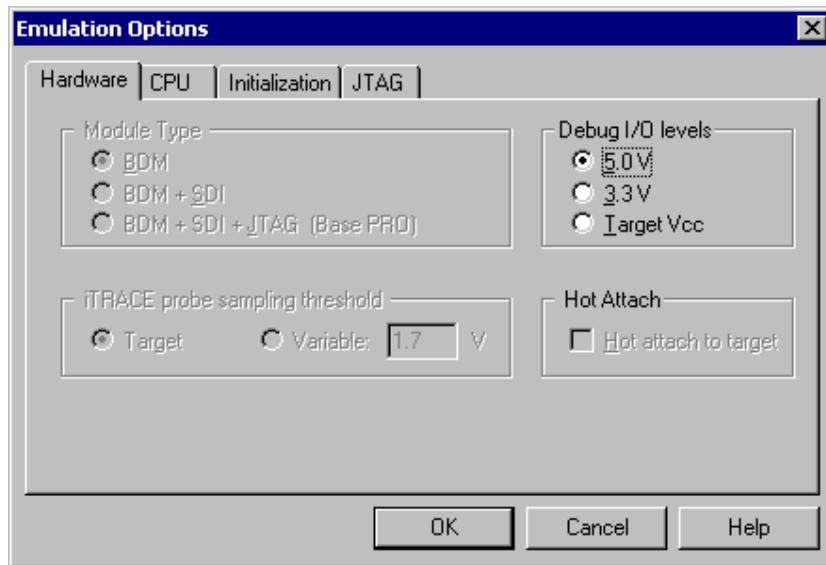 Emulation Options
Hardware CPU Initialization JTAG
Module Type
BDM
BDM + SDI
BDM + SDI + JTAG (Base PRO)
Debug I/O levels
5.0 V
3.3 V
Target Vcc
iTRACE probe sampling threshold
Target Variable: 1.7 V
Hot Attach
Hot attach to target
OK Cancel Help